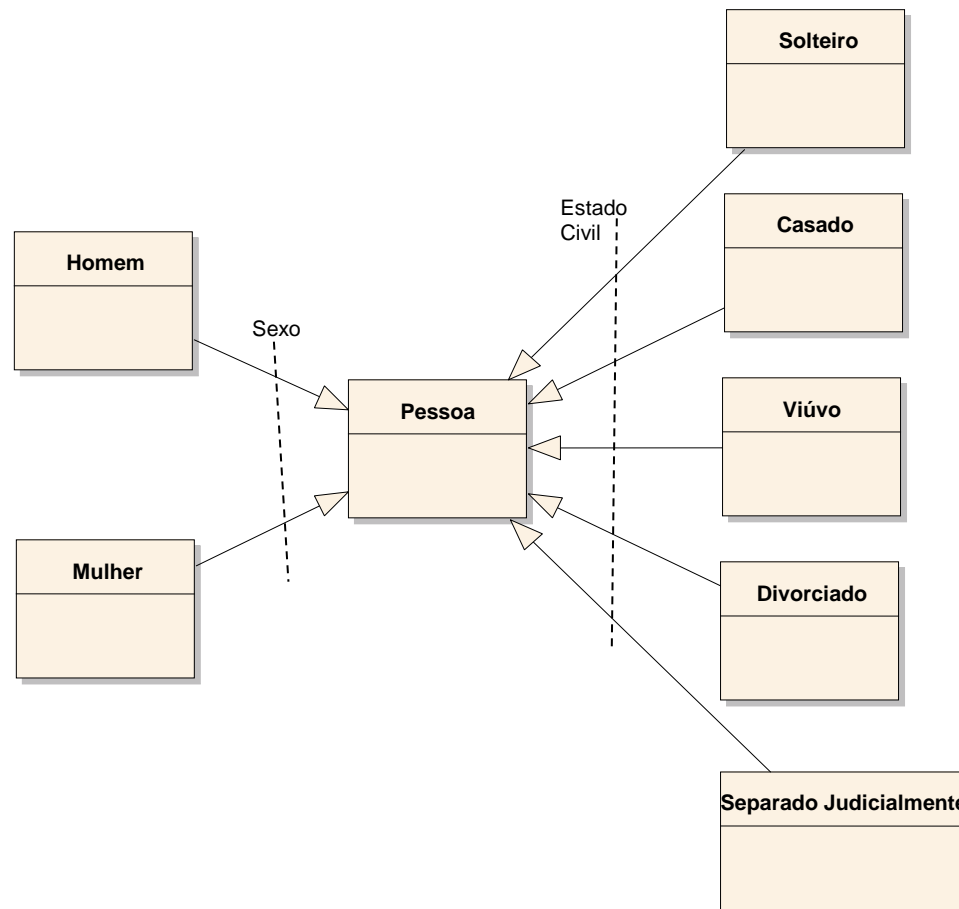 Solteiro
Estado
Civil
Casado
Homem
Sexo
Pessoa
Viúvo
Mulher
Divorciado
Separado Judicialmente